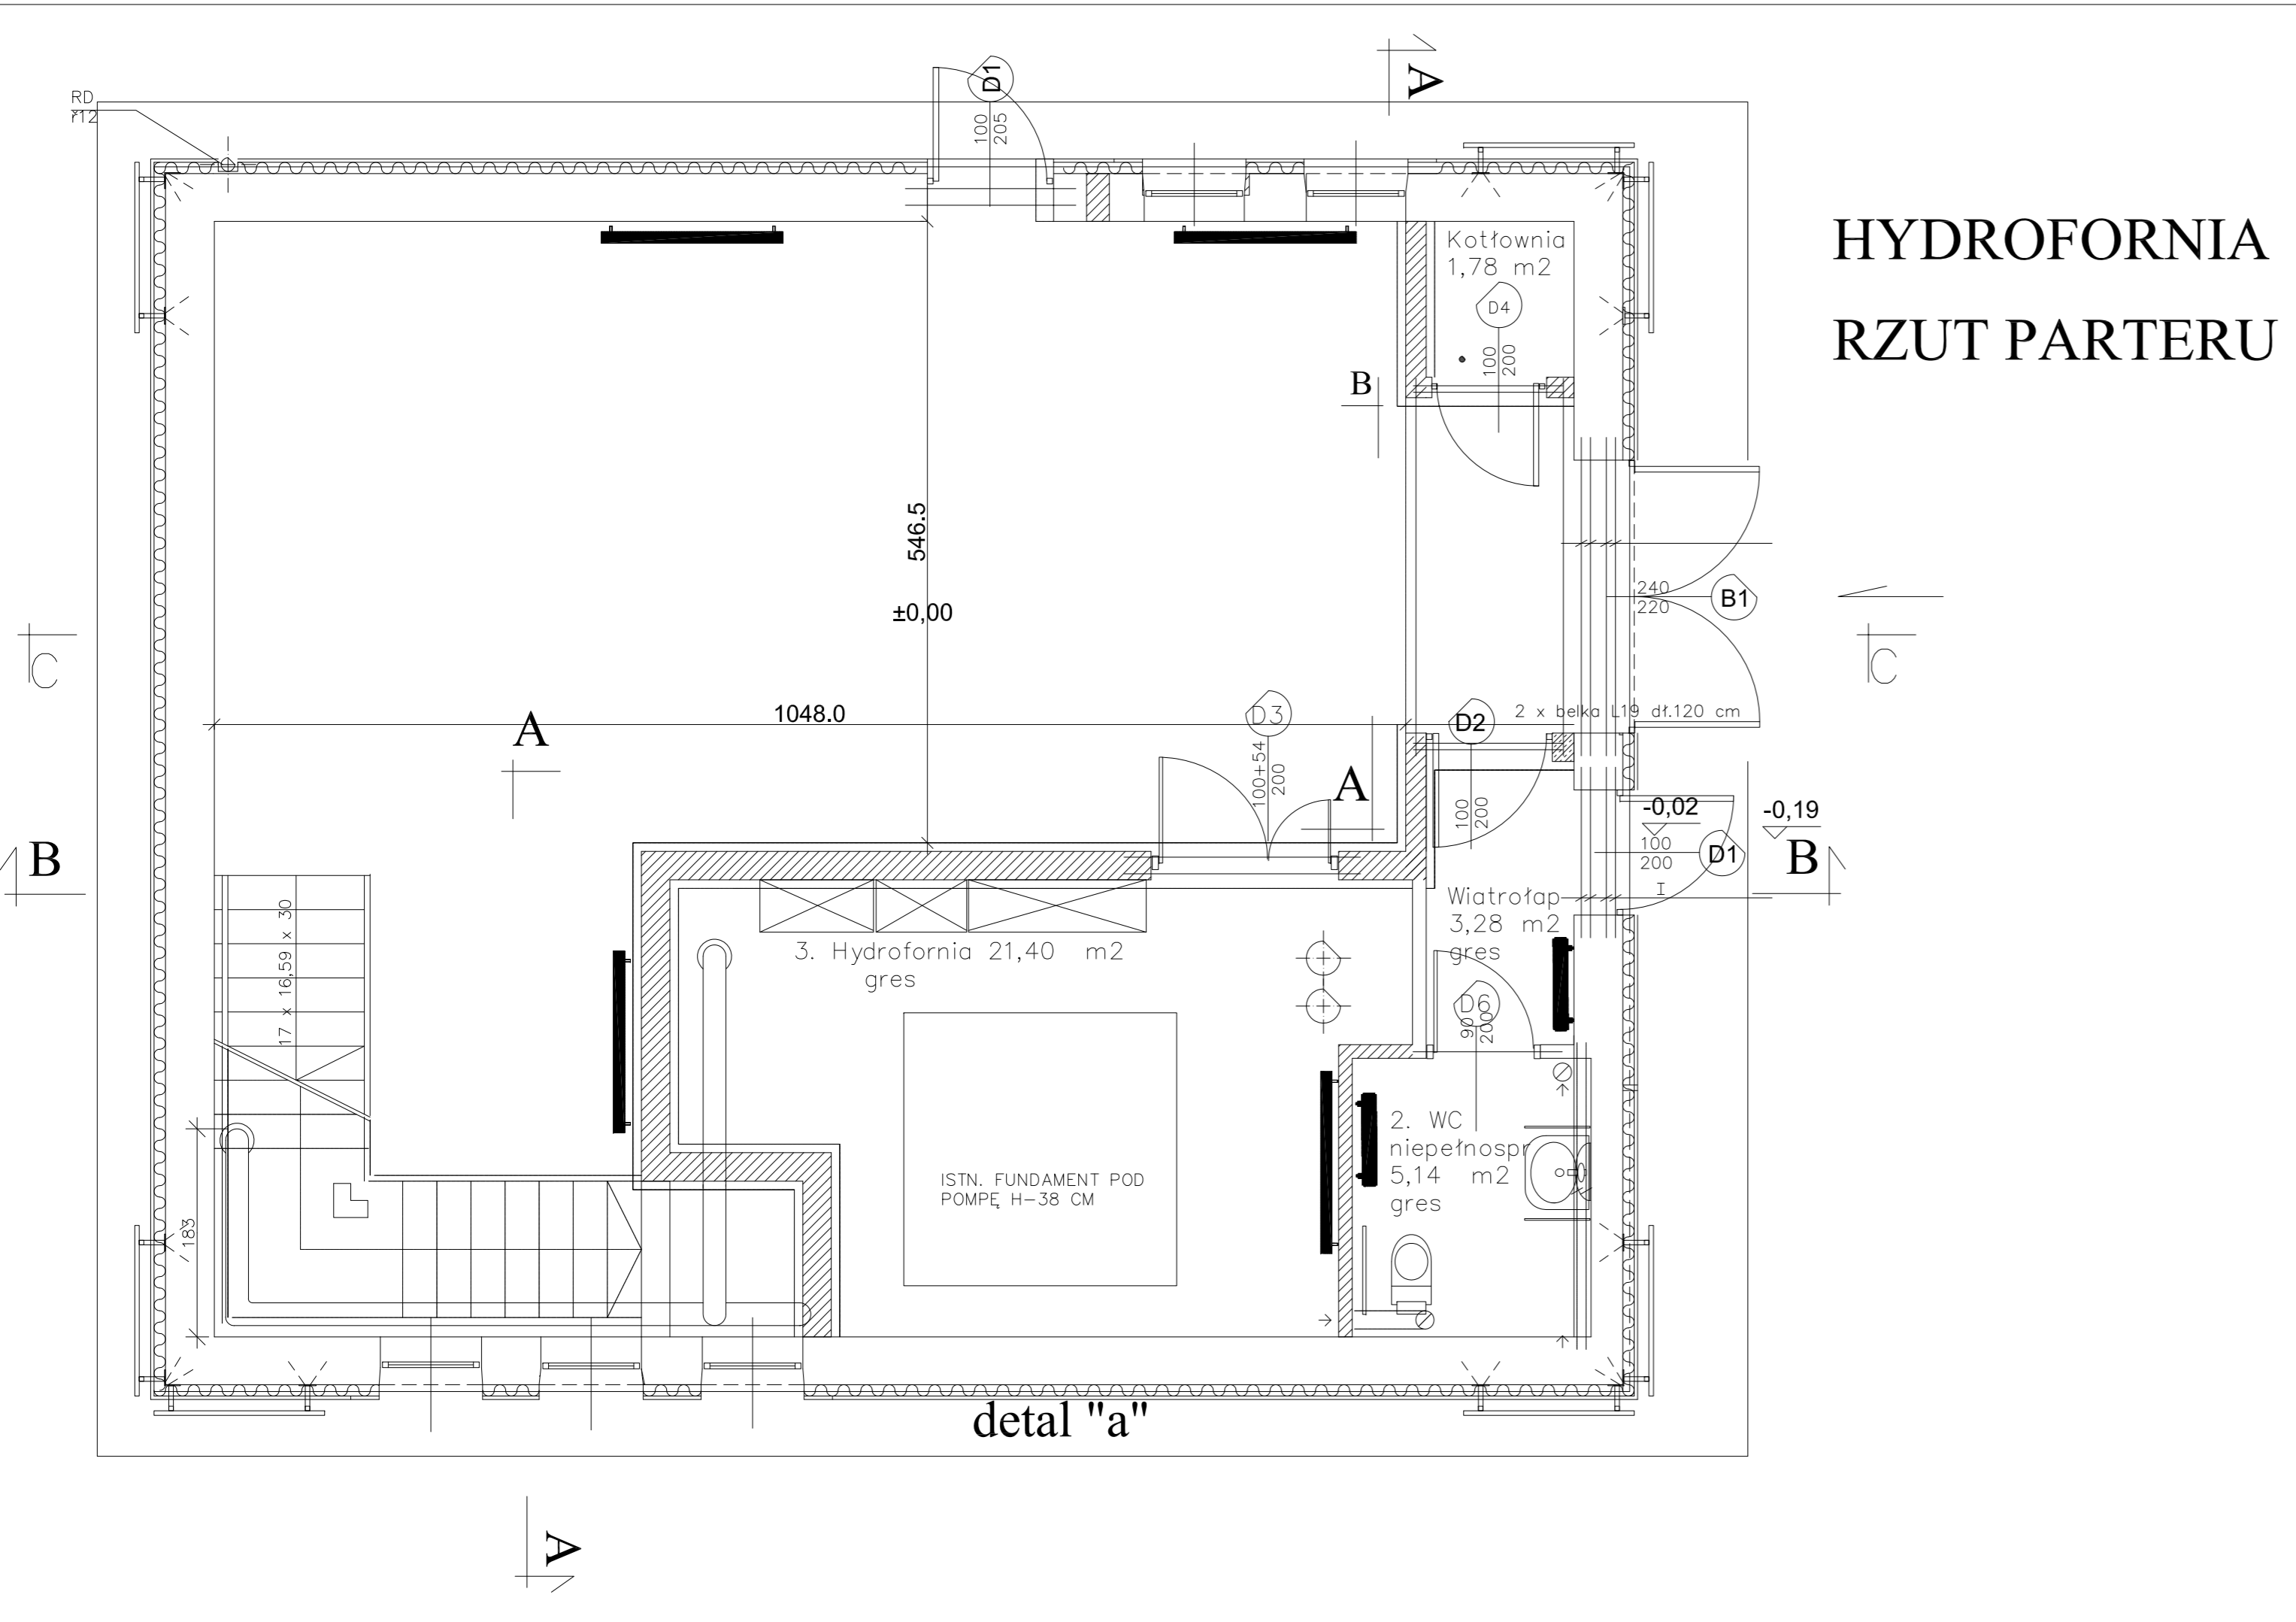 RD
ř12
D1
100
205
A
HYDROFORNIA
RZUT PARTERU
Kotłownia
1,78 m2
D4
100
200
B
546.5
±0,00
240
220
B1
C
C
1048.0
A
D3
100+54
200
A
D2
2 x belka L19 dł.120 cm
100
200
-0,02
-0,19
100
200
D1
I
B
B
17 x 16,59 x 30
3. Hydrofornia 21,40 m2
gres
Wiatrołap
3,28 m2
gres
D6
90
200
ISTN. FUNDAMENT POD
POMPĘ H-38 CM
2. WC
niepełnospr
5,14 m2
gres
183
detal "a"
A